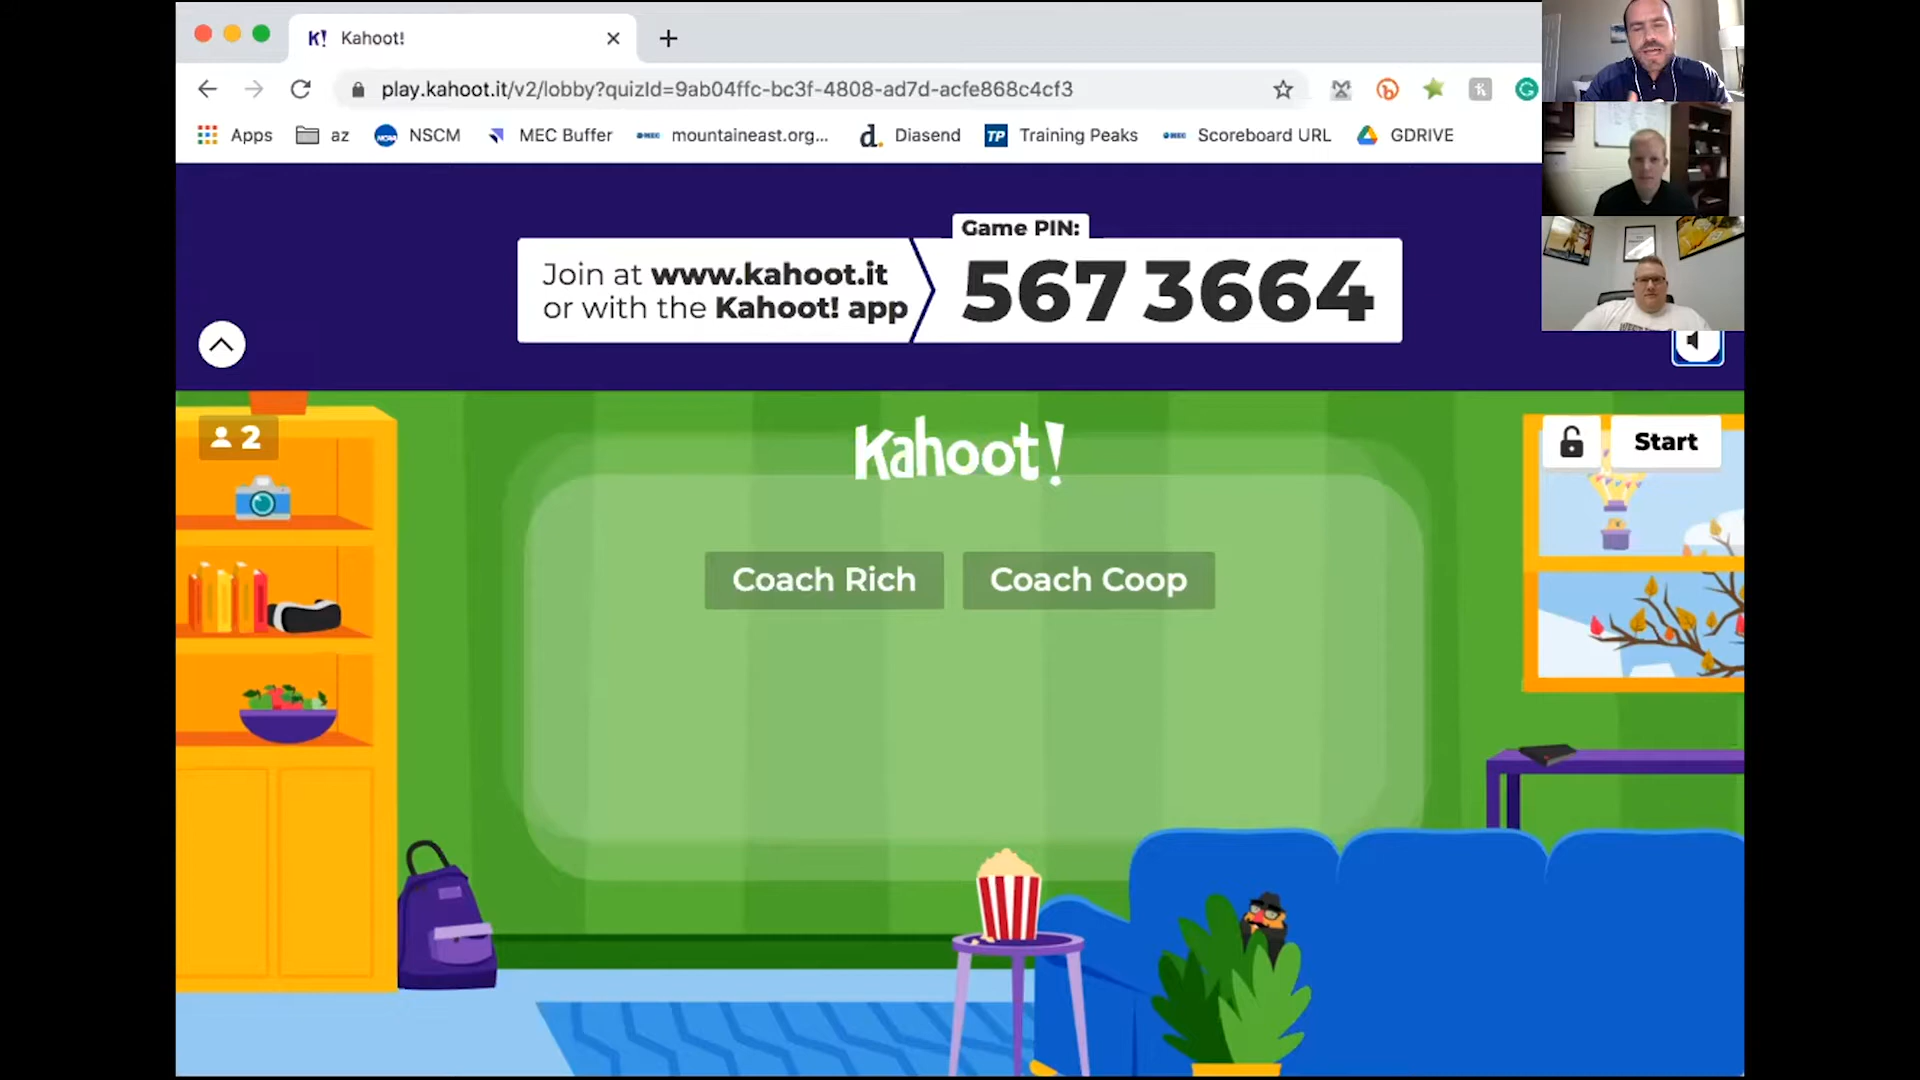 K! Kahoot!
play.kahoot.it/v2/lobby?quizId=9ab04ffc-bc3f-4808-ad7d-acfe868c4cf3
Apps az NSCM MEC Buffer mountaineast.org... d. Diasend TP Training Peaks Scoreboard URL GDRIVE
Game PIN:
Join at www.kahoot.it
or with the Kahoot! app
567 3664
2
Kahoot!
Start
Coach Rich Coach Coop